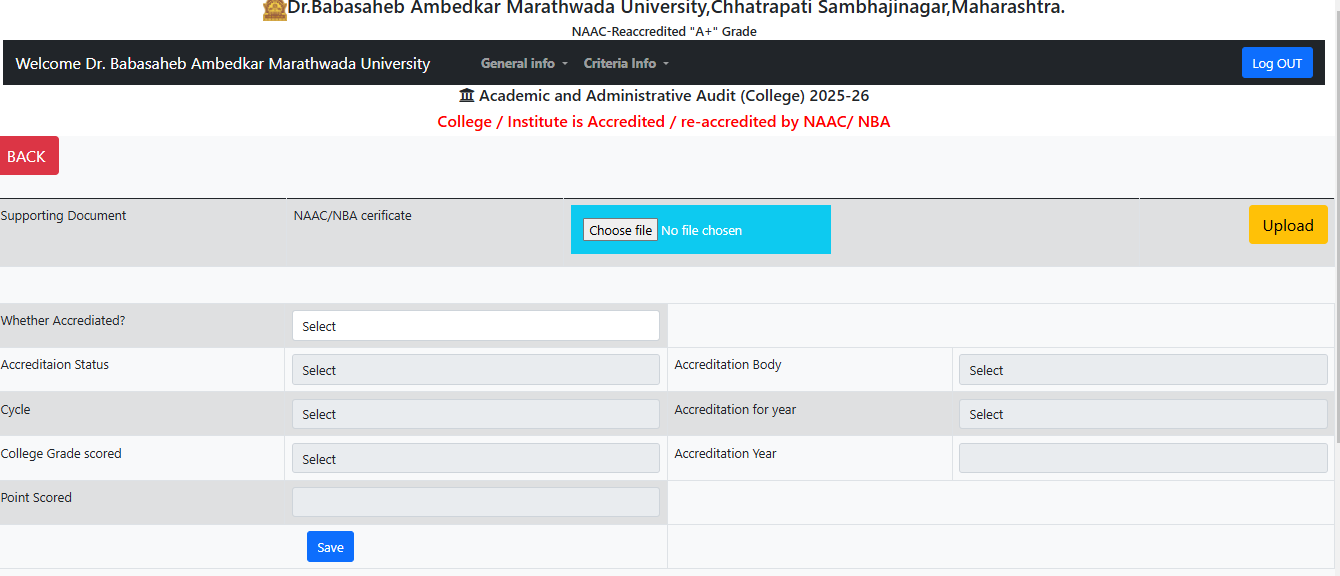 Dr.Babasaheb Ambedkar Marathwada University,Chhatrapati Sambhajinagar,Maharashtra.
NAAC-Reaccredited "A+" Grade
Welcome Dr. Babasaheb Ambedkar Marathwada University General info Criteria Info Log OUT
Academic and Administrative Audit (College) 2025-26
College / Institute is Accredited / re-accredited by NAAC/ NBA
BACK
Supporting Document NAAC/NBA cerificate Choose file No file chosen Upload
Whether Accrediated? Select
Accreditaion Status Select Accreditation Body Select
Cycle Select Accreditation for year Select
College Grade scored Select Accreditation Year
Point Scored
Save